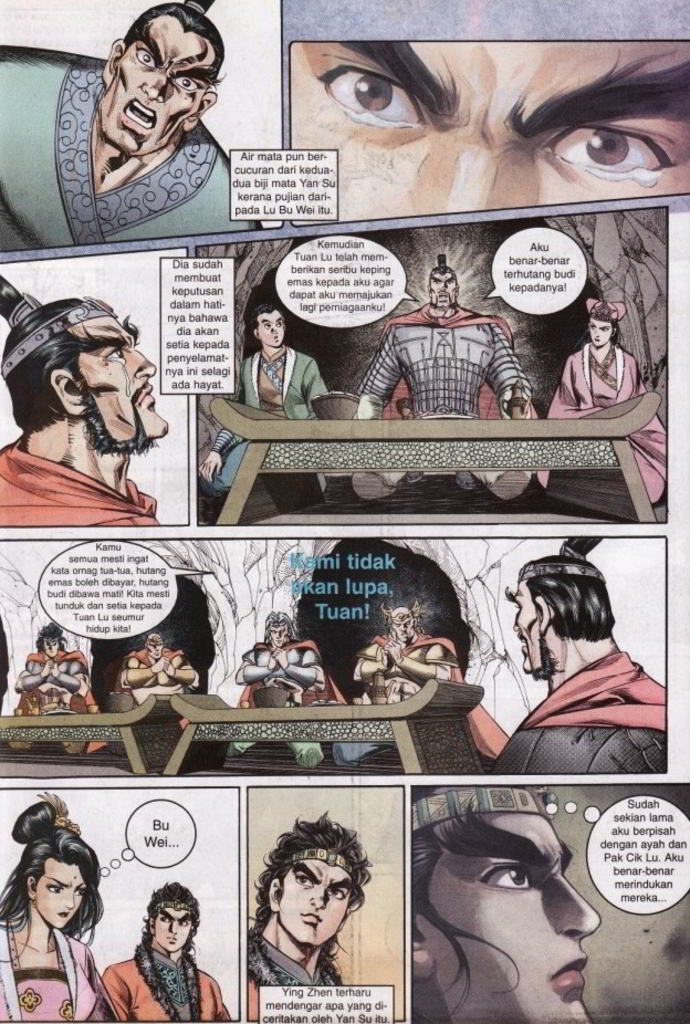 Air mata pun ber-
cucuran dari kedua-
dua biji mata Yan Su
kerana pujian dari-
pada Lu Bu Wei itu.
Dia sudah
membuat
keputusan
dalam hati-
nya bahawa
dia akan
setia kepada
penyelamat-
nya ini selagi
ada hayat.
Kemudian
Tuan Lu telah mem-
berikan seribu keping
emas kepada aku agar
dapat aku memajukan
lagi perniagaanku!
Aku
benar-benar
terhutang budi
kepadanya!
Kamu
semua mesti ingat
kata ornag tua-tua, hutang
emas boleh dibayar, hutang
budi dibawa mati! Kita mesti
tunduk dan setia kepada
Tuan Lu seumur
hidup kita!
Kami tidak
akan lupa,
Tuan!
Bu
Wei...
Ying Zhen terharu
mendengar apa yang di-
ceritakan oleh Yan Su itu.
Sudah
sekian lama
aku berpisah
dengan ayah dan
Pak Cik Lu. Aku
benar-benar
merindukan
mereka...